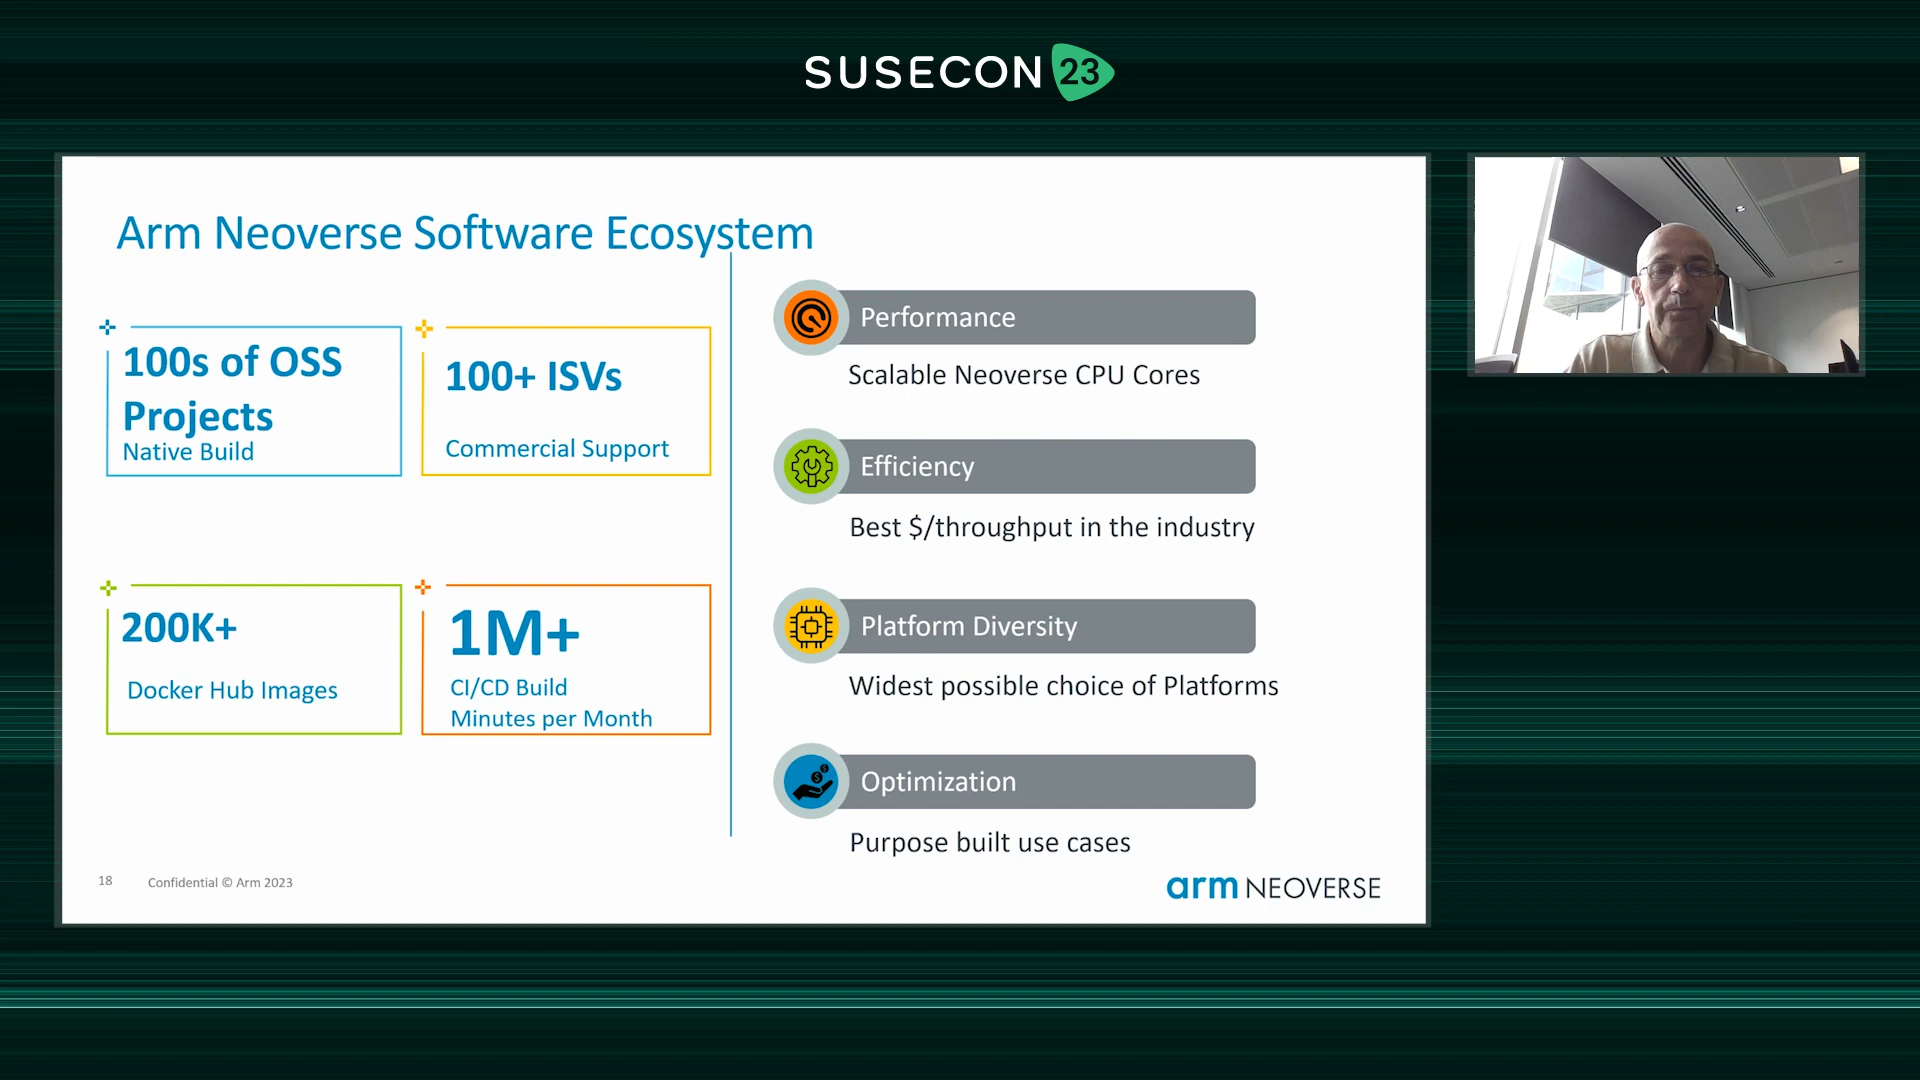 SUSECON 23
Arm Neoverse Software Ecosystem
100s of OSS
Projects
Native Build
100+ ISVs
Commercial Support
200K+
Docker Hub Images
1M+
CI/CD Build
Minutes per Month
Performance
Scalable Neoverse CPU Cores
Efficiency
Best $/throughput in the industry
Platform Diversity
Widest possible choice of Platforms
Optimization
Purpose built use cases
18
Confidential © Arm 2023
arm NEOVERSE